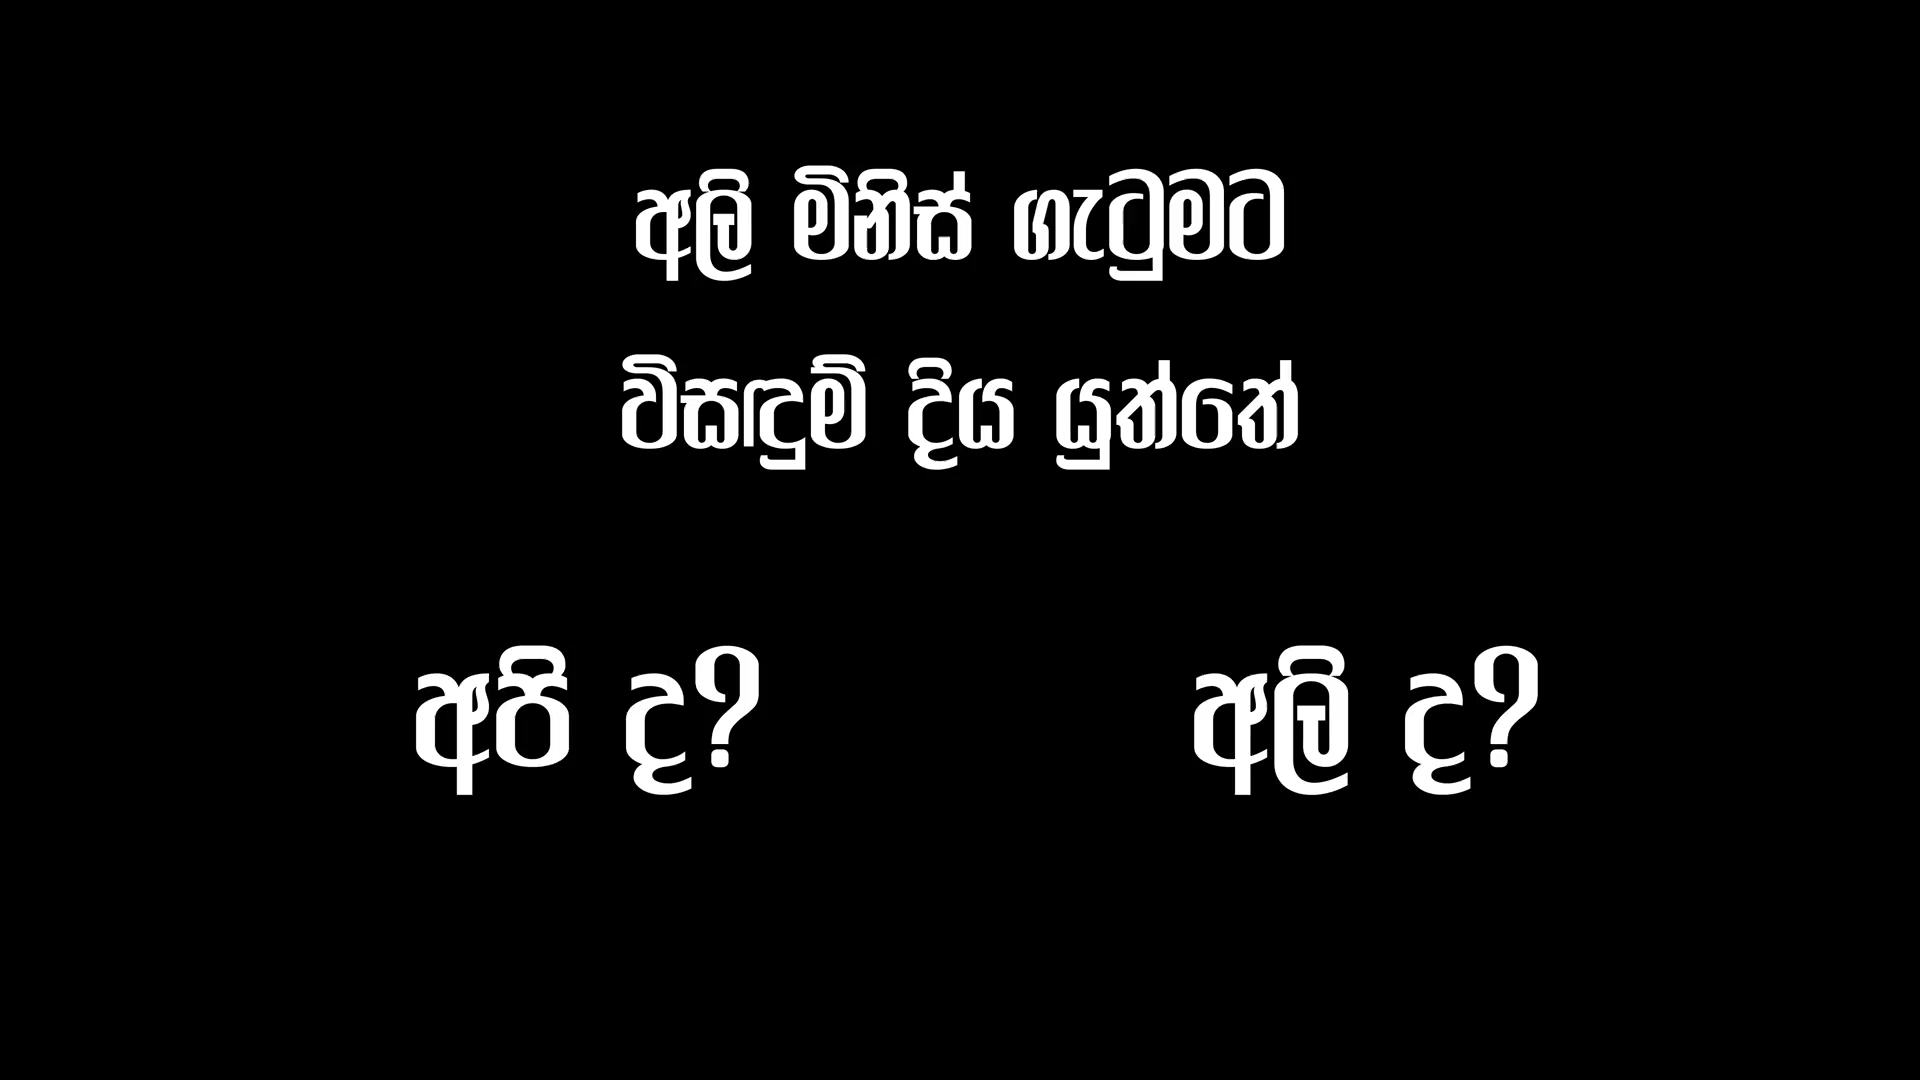 අලි මිනිස් ගැටුමට
විසඳුම් දිය යුත්තේ
අපි ද? අලි ද?